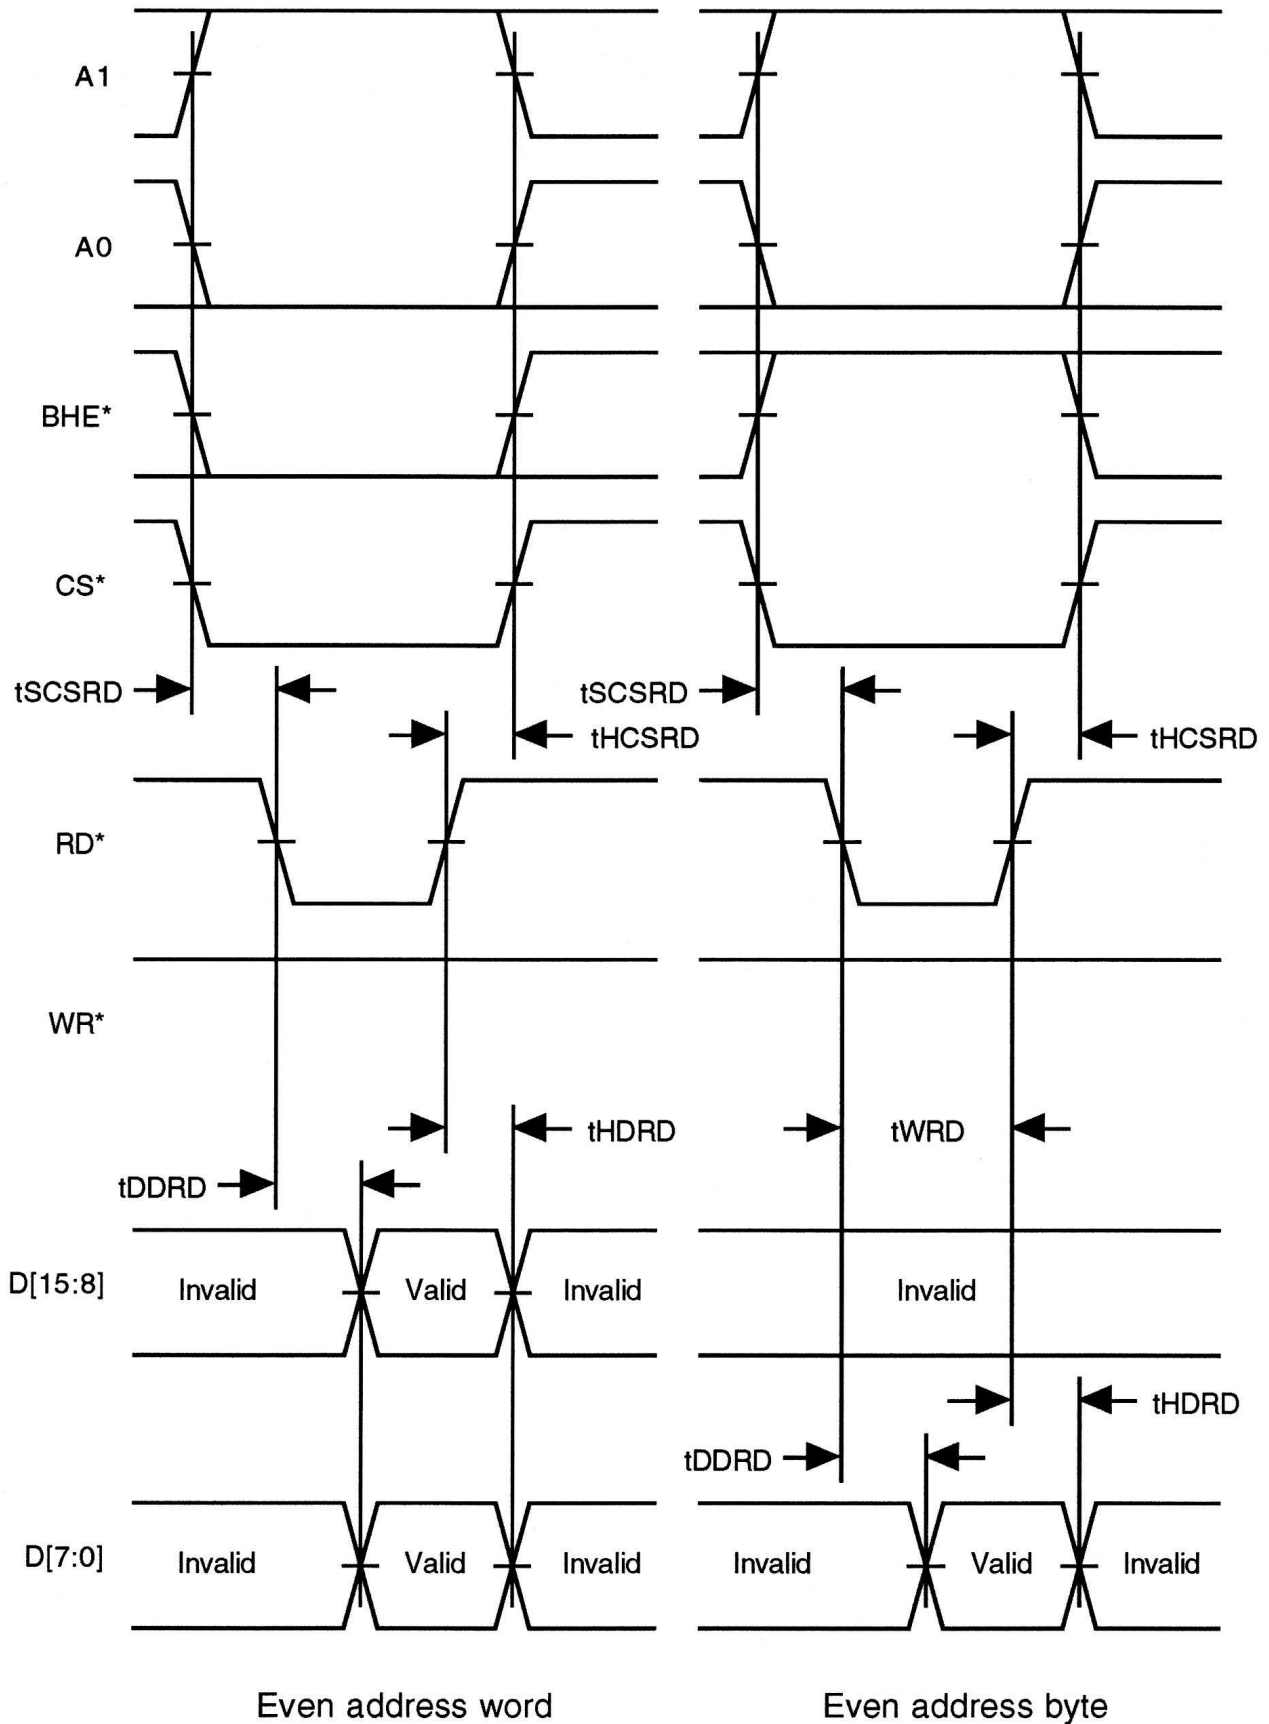 A1
A0
BHE*
CS*
tSCSRD tSCSRD
tHCSRD tHCSRD
RD*
WR*
tHDRD tWRD
tDDRD
D[15:8] Invalid Valid Invalid Invalid
tHDRD
tDDRD
D[7:0] Invalid Valid Invalid Invalid Valid Invalid
Even address word Even address byte